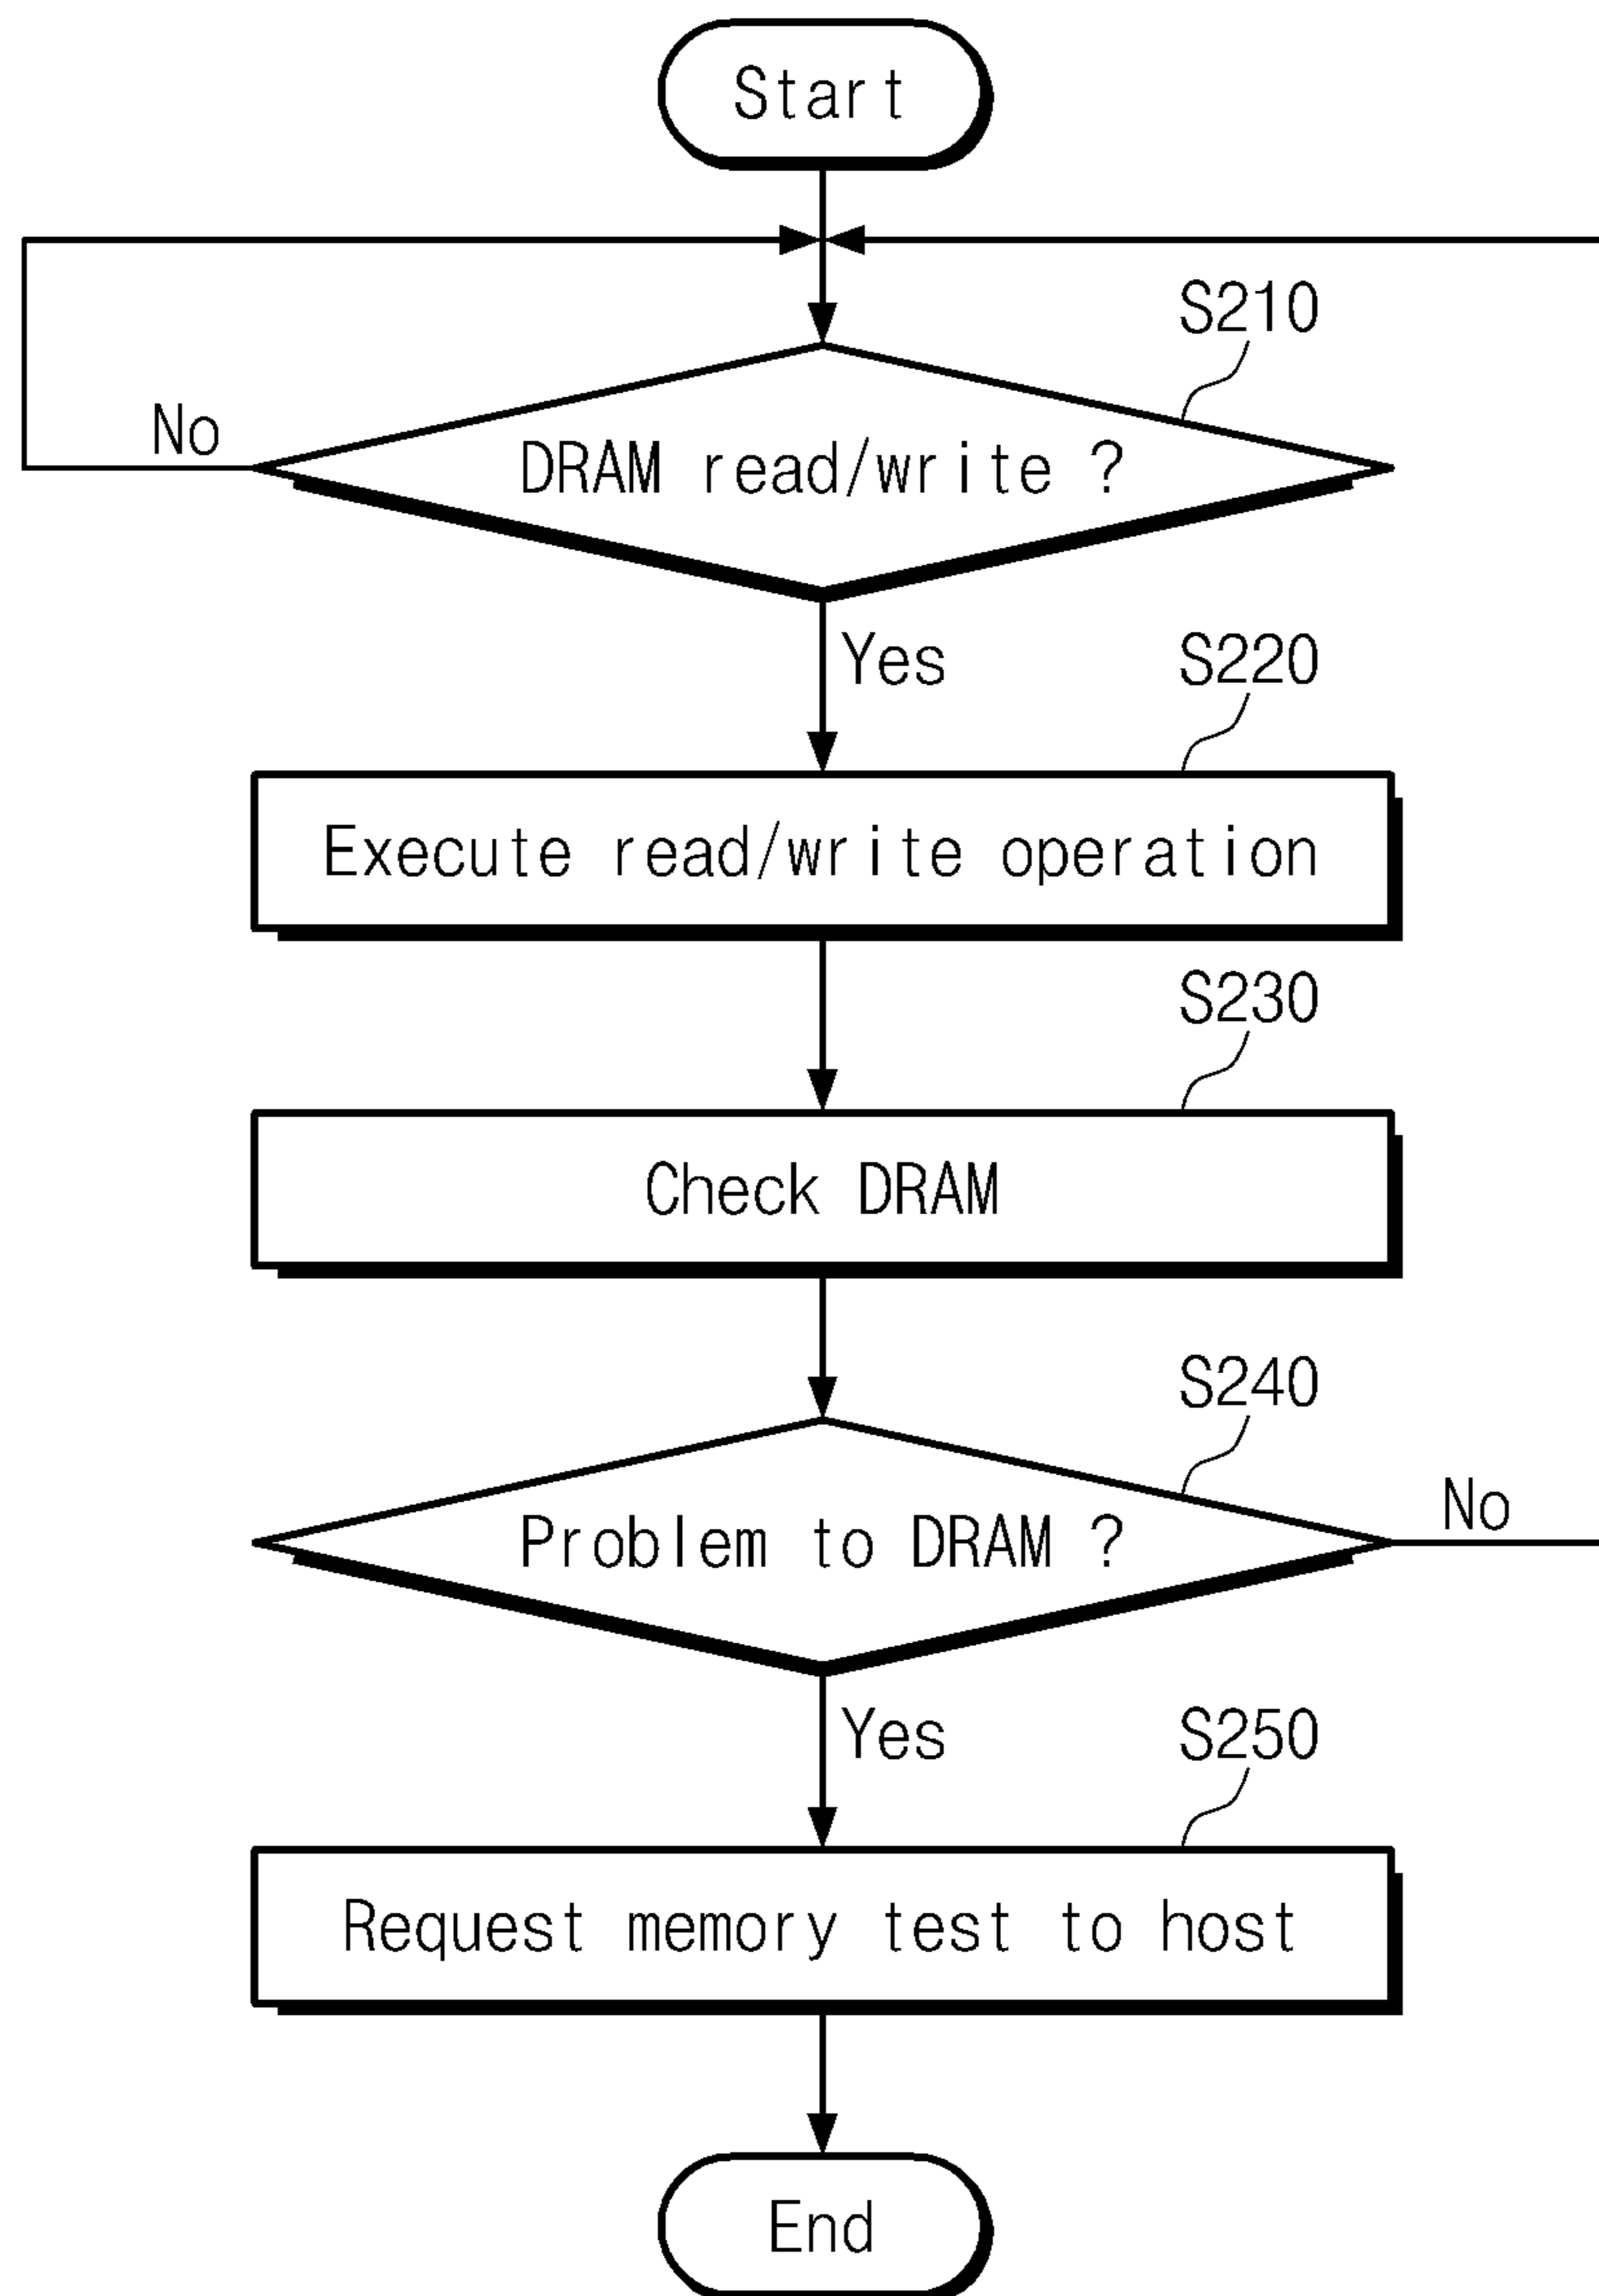 Start
S210
No
DRAM read/write ?
Yes
S220
Execute read/write operation
S230
Check DRAM
S240
No
Problem to DRAM ?
Yes
S250
Request memory test to host
End